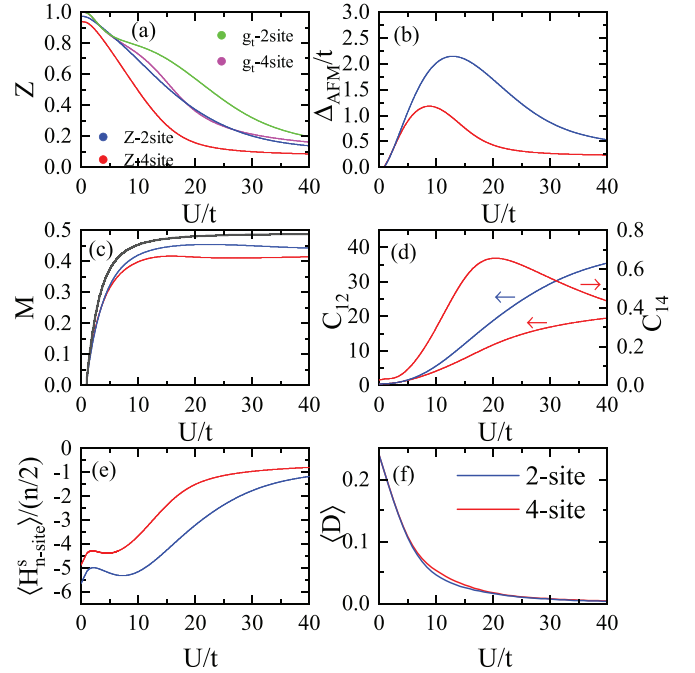 (a)
g_t-2site
g_t-4site
Z-2site
Z-4site
Z
1.0
0.8
0.6
0.4
0.2
0.0
0 10 20 30 40
U/t
(b)
Δ_AFM/t
3.0
2.5
2.0
1.5
1.0
0.5
0.0
0 10 20 30 40
U/t
(c)
M
0.5
0.4
0.3
0.2
0.1
0.0
0 10 20 30 40
U/t
(d)
C_12
40
30
20
10
0
C_14
0.8
0.6
0.4
0.2
0.0
0 10 20 30 40
U/t
(e)
⟨H^s_n-site⟩/(n/2)
0
-1
-2
-3
-4
-5
-6
0 10 20 30 40
U/t
(f)
2-site
4-site
⟨D⟩
0.2
0.1
0.0
0 10 20 30 40
U/t